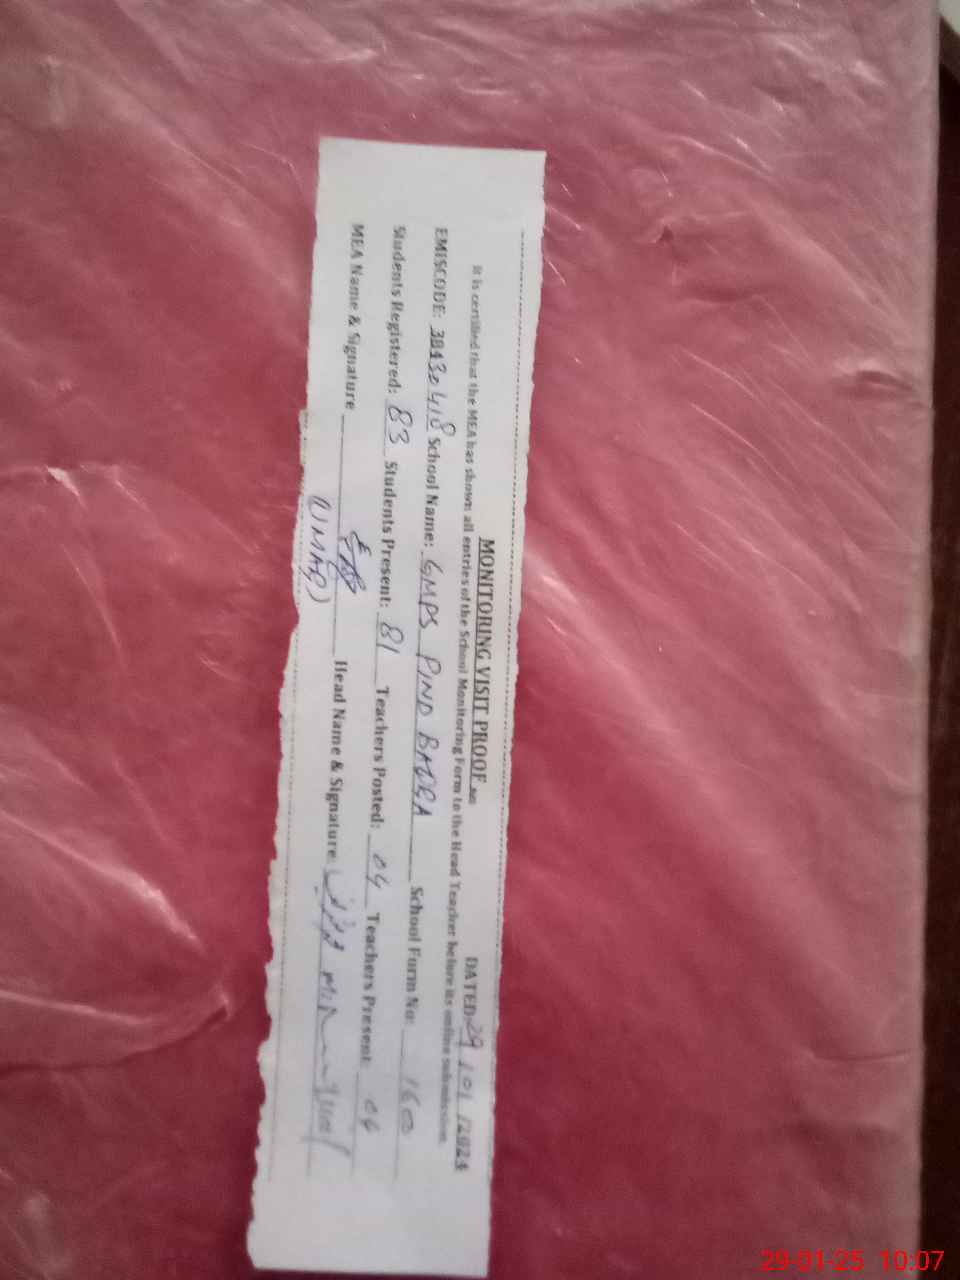 MONITORING VISIT PROOF
DATED: 29 / 01 / 2024
It is certified that the MEA has shown all entries of the School Monitoring Form to the Head Teacher before its online submission.
EMISCODE: 38430418 School Name: GMPS PIND BADRA School Form No: 1600
Students Registered: 83 Students Present: 81 Teachers Posted: 04 Teachers Present: 04
MEA Name & Signature Head Name & Signature
(UMAR)
29-01-25 10:07